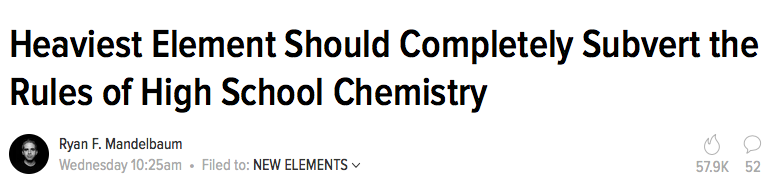 Heaviest Element Should Completely Subvert the
Rules of High School Chemistry
Ryan F. Mandelbaum
Wednesday 10:25am • Filed to: NEW ELEMENTS
57.9K 52